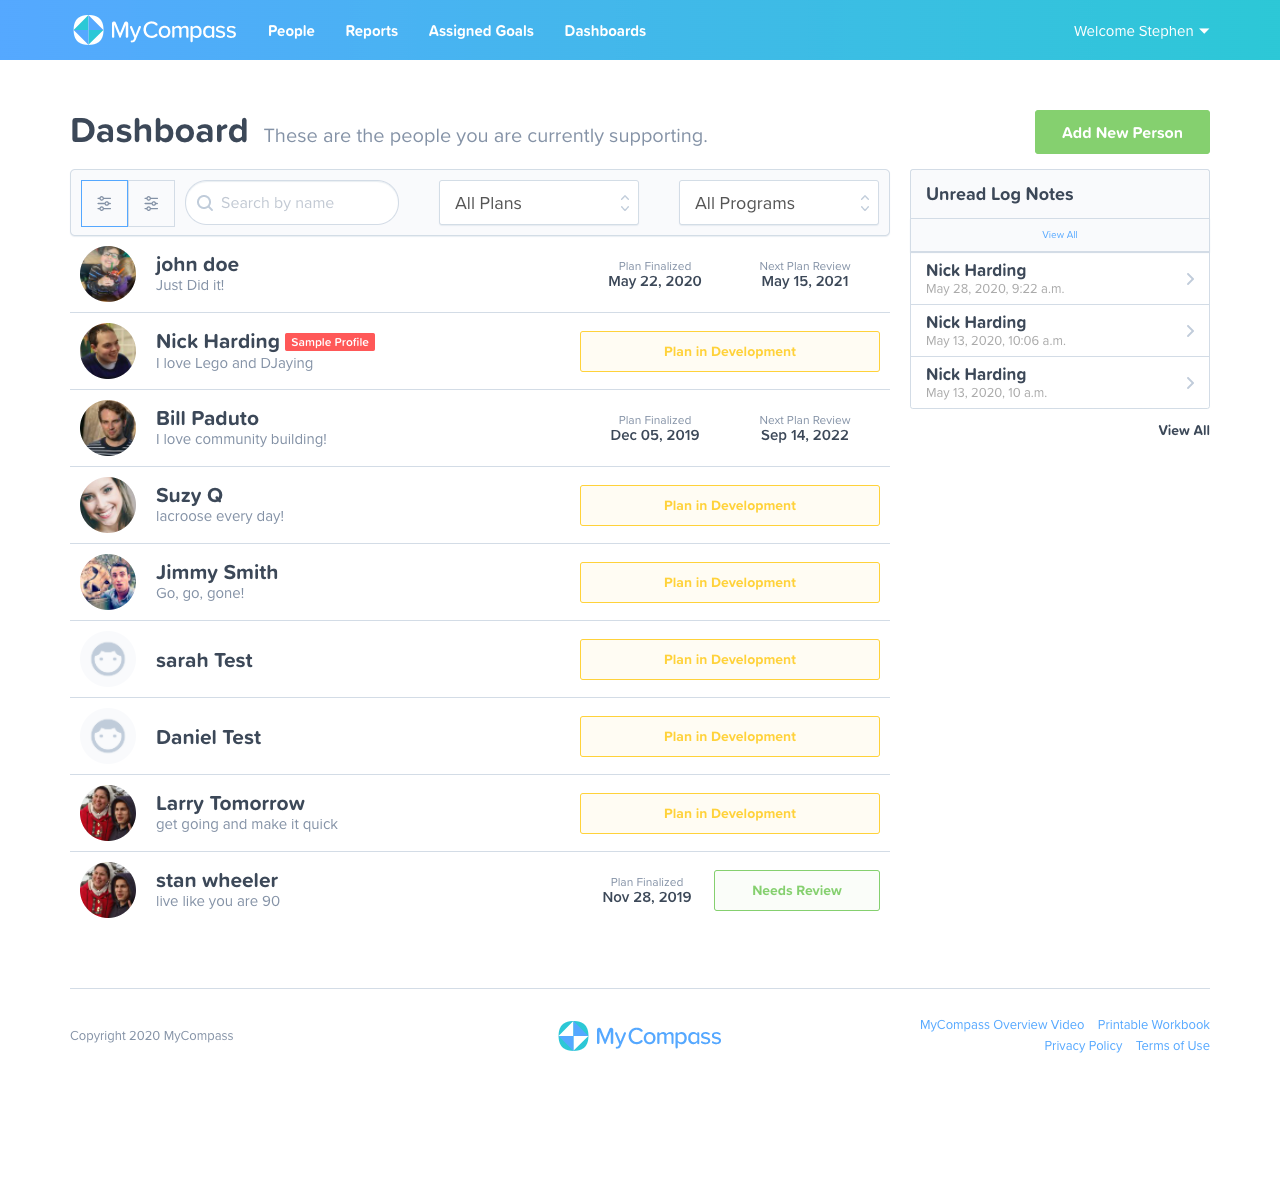 MyCompass People Reports Assigned Goals Dashboards Welcome Stephen
Dashboard These are the people you are currently supporting.
Add New Person
Search by name
All Plans
All Programs
john doe
Just Did it!
Plan Finalized
May 22, 2020
Next Plan Review
May 15, 2021
Nick Harding Sample Profile
I love Lego and DJaying
Plan in Development
Bill Paduto
I love community building!
Plan Finalized
Dec 05, 2019
Next Plan Review
Sep 14, 2022
Suzy Q
lacroose every day!
Plan in Development
Jimmy Smith
Go, go, gone!
Plan in Development
sarah Test
Plan in Development
Daniel Test
Plan in Development
Larry Tomorrow
get going and make it quick
Plan in Development
stan wheeler
live like you are 90
Plan Finalized
Nov 28, 2019
Needs Review
Unread Log Notes
View All
Nick Harding
May 28, 2020, 9:22 a.m.
Nick Harding
May 13, 2020, 10:06 a.m.
Nick Harding
May 13, 2020, 10 a.m.
View All
Copyright 2020 MyCompass
MyCompass
MyCompass Overview Video Printable Workbook
Privacy Policy Terms of Use